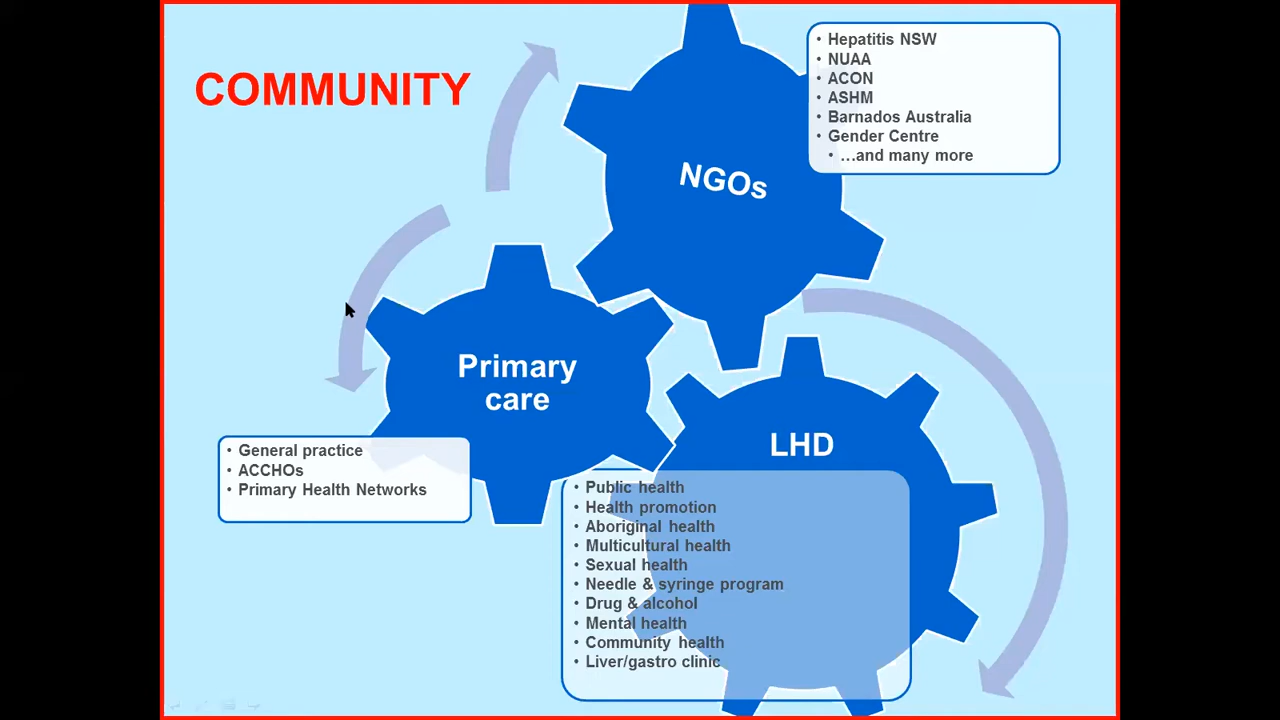 COMMUNITY
NGOs
• Hepatitis NSW
• NUAA
• ACON
• ASHM
• Barnados Australia
• Gender Centre
• …and many more
Primary
care
• General practice
• ACCHOs
• Primary Health Networks
LHD
• Public health
• Health promotion
• Aboriginal health
• Multicultural health
• Sexual health
• Needle & syringe program
• Drug & alcohol
• Mental health
• Community health
• Liver/gastro clinic